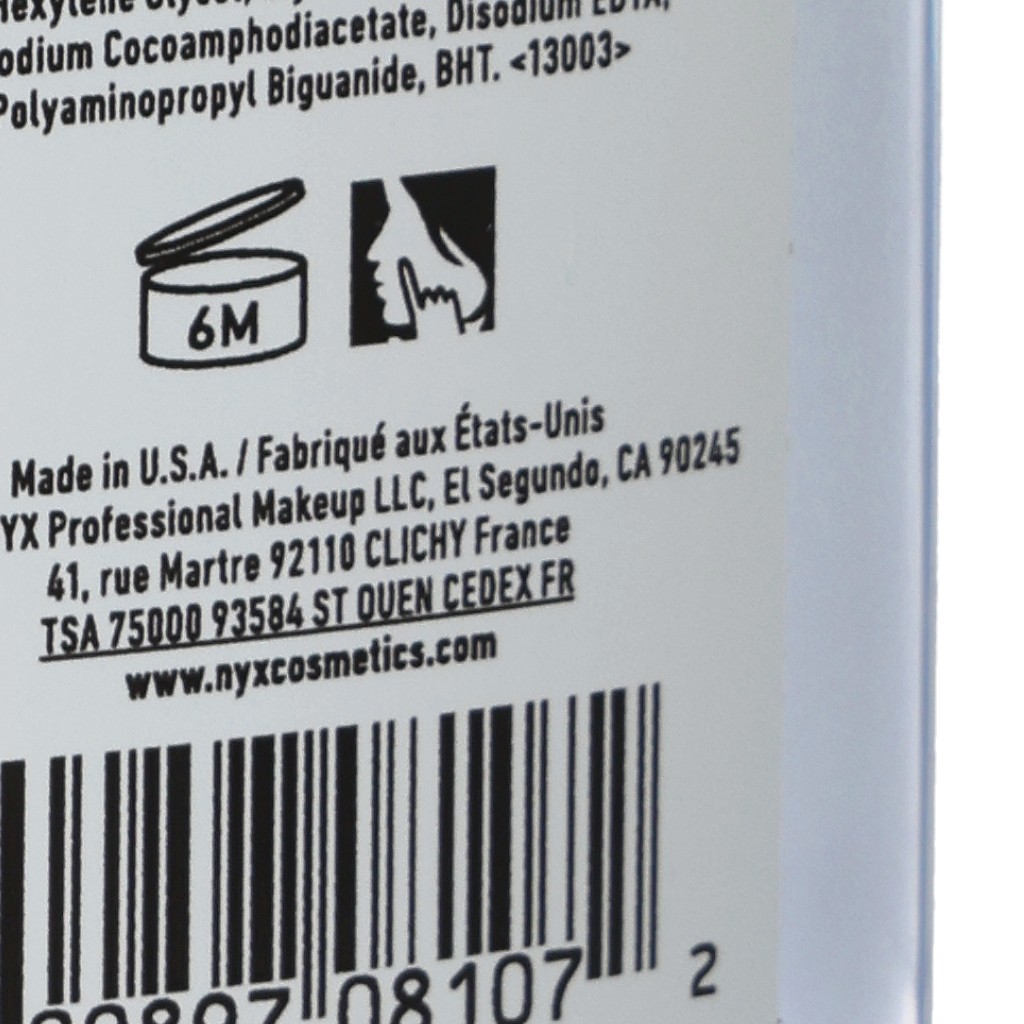 odium Cocoamphodiacetate, Disodium EDTA,
Polyaminopropyl Biguanide, BHT. <13003>
6M
Made in U.S.A. / Fabriqué aux États-Unis
YX Professional Makeup LLC, El Segundo, CA 90245
41, rue Martre 92110 CLICHY France
TSA 75000 93584 ST OUEN CEDEX FR
www.nyxcosmetics.com
08107 2